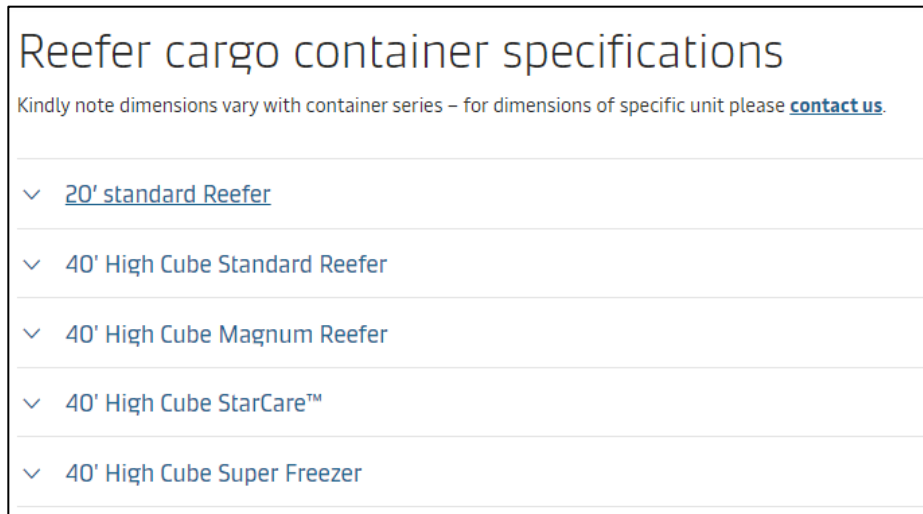 Reefer cargo container specifications
Kindly note dimensions vary with container series – for dimensions of specific unit please contact us.
20′ standard Reefer
40' High Cube Standard Reefer
40' High Cube Magnum Reefer
40' High Cube StarCare™
40' High Cube Super Freezer